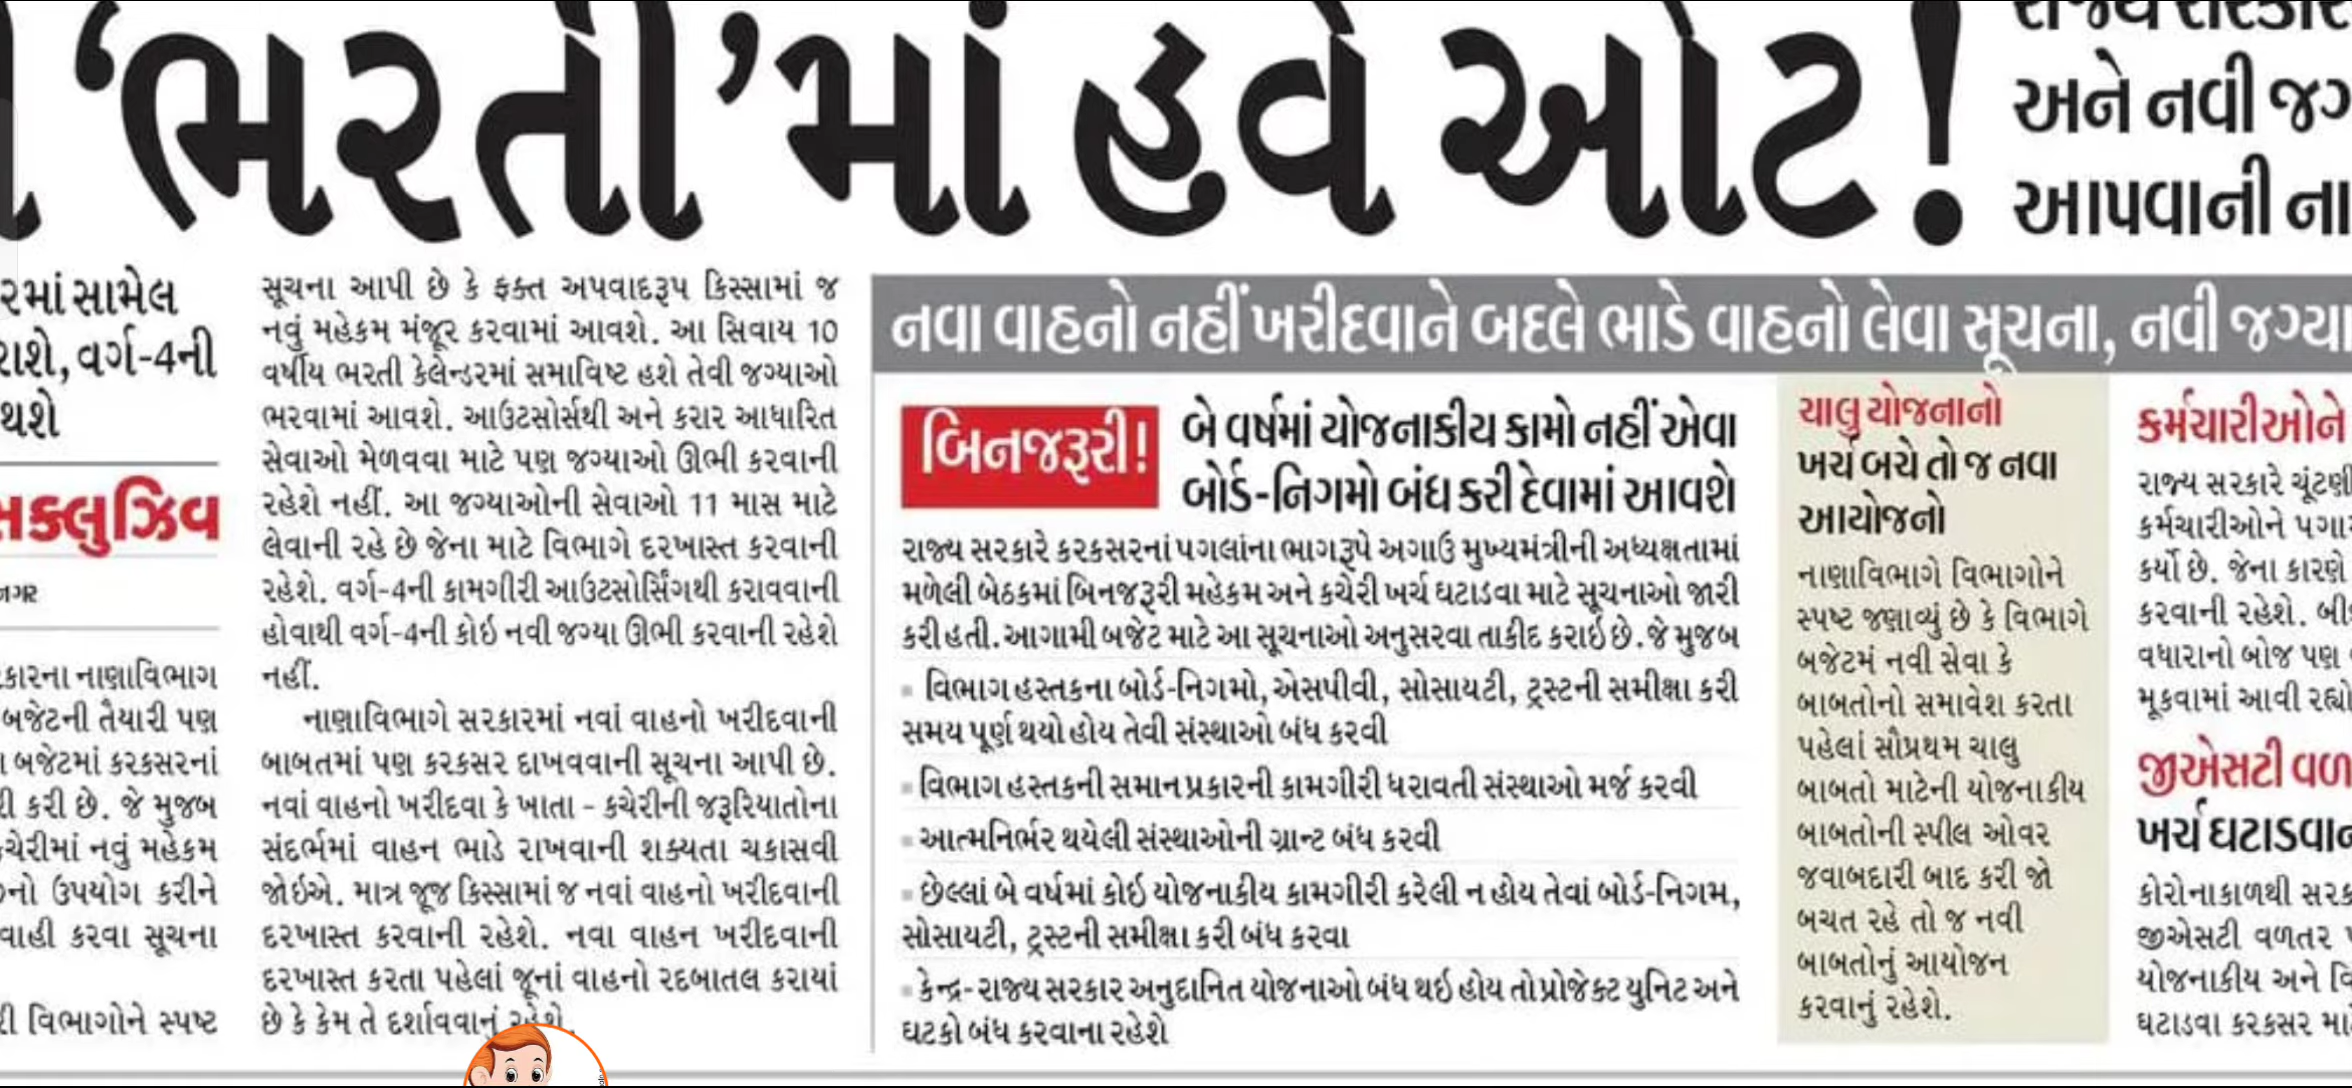 ‘ભરતી’માં હવે ઓટ!
અને નવી
આપવાની
સામેલ
વર્ગ-4ની
થશે
કારના નાણાવિભાગ
બજેટની તૈયારી પણ
બજેટમાં કરકસરનાં
કરી છે. જે મુજબ
નવું મહેકમ
ઉપયોગ કરીને
કરવા સૂચના
વિભાગોને સ્પષ્ટ
સૂચના આપી છે કે ફક્ત અપવાદરૂપ કિસ્સામાં જ
નવું મહેકમ મંજૂર કરવામાં આવશે. આ સિવાય 10
વર્ષીય ભરતી કેલેન્ડરમાં સમાવિષ્ટ હશે તેવી જગ્યાઓ
ભરવામાં આવશે. આઉટસોર્સથી અને કરાર આધારિત
સેવાઓ મેળવવા માટે પણ જગ્યાઓ ઊભી કરવાની
રહેશે નહીં. આ જગ્યાઓની સેવાઓ 11 માસ માટે
લેવાની રહે છે જેના માટે વિભાગે દરખાસ્ત કરવાની
રહેશે. વર્ગ-4ની કામગીરી આઉટસોર્સિંગથી કરાવવાની
હોવાથી વર્ગ-4ની કોઇ નવી જગ્યા ઊભી કરવાની રહેશે
નહીં.
નાણાવિભાગે સરકારમાં નવાં વાહનો ખરીદવાની
બાબતમાં પણ કરકસર દાખવવાની સૂચના આપી છે.
નવાં વાહનો ખરીદવા કે ખાતા - કચેરીની જરૂરિયાતોના
સંદર્ભમાં વાહન ભાડે રાખવાની શક્યતા ચકાસવી
જોઇએ. માત્ર જૂજ કિસ્સામાં જ નવાં વાહનો ખરીદવાની
દરખાસ્ત કરવાની રહેશે. નવા વાહન ખરીદવાની
દરખાસ્ત કરતા પહેલાં જૂનાં વાહનો રદબાતલ કરાયાં
છે કે કેમ તે દર્શાવવાનું રહેશે.
નવા વાહનો નહીં ખરીદવાને બદલે ભાડે વાહનો લેવા સૂચના, નવી જગ્યા
બિનજરૂરી!
બે વર્ષમાં યોજનાકીય કામો નહીં એવા
બોર્ડ-નિગમો બંધ કરી દેવામાં આવશે
રાજ્ય સરકારે કરકસરનાં પગલાંના ભાગરૂપે અગાઉ મુખ્યમંત્રીની અધ્યક્ષતામાં
મળેલી બેઠકમાં બિનજરૂરી મહેકમ અને કચેરી ખર્ચ ઘટાડવા માટે સૂચનાઓ જારી
કરી હતી. આગામી બજેટ માટે આ સૂચનાઓ અનુસરવા તાકીદ કરાઇ છે. જે મુજબ
▪ વિભાગ હસ્તકના બોર્ડ-નિગમો, એસપીવી, સોસાયટી, ટ્રસ્ટની સમીક્ષા કરી
સમય પૂર્ણ થયો હોય તેવી સંસ્થાઓ બંધ કરવી
▪ વિભાગ હસ્તકની સમાન પ્રકારની કામગીરી ધરાવતી સંસ્થાઓ મર્જ કરવી
▪ આત્મનિર્ભર થયેલી સંસ્થાઓની ગ્રાન્ટ બંધ કરવી
▪ છેલ્લાં બે વર્ષમાં કોઇ યોજનાકીય કામગીરી કરેલી ન હોય તેવાં બોર્ડ-નિગમ,
સોસાયટી, ટ્રસ્ટની સમીક્ષા કરી બંધ કરવા
▪ કેન્દ્ર-રાજ્ય સરકાર અનુદાનિત યોજનાઓ બંધ થઇ હોય તો પ્રોજેક્ટ યુનિટ અને
ઘટકો બંધ કરવાના રહેશે
ચાલુ યોજનાનો
ખર્ચ બચે તો જ નવા
આયોજનો
નાણાવિભાગે વિભાગોને
સ્પષ્ટ જણાવ્યું છે કે વિભાગે
બજેટમં નવી સેવા કે
બાબતોનો સમાવેશ કરતા
પહેલાં સૌપ્રથમ ચાલુ
બાબતો માટેની યોજનાકીય
બાબતોની સ્પીલ ઓવર
જવાબદારી બાદ કરી જો
બચત રહે તો જ નવી
બાબતોનું આયોજન
કરવાનું રહેશે.
કર્મચારીઓને
રાજ્ય સરકારે ચૂંટણી
કર્મચારીઓને
કર્યો છે. જેના કારણે
કરવાની રહેશે.
વધારાનો બોજ પણ
મૂકવામાં આવી
જીએસટી
ખર્ચ
કોરોનાકાળથી
જીએસટી વળતર
યોજનાકીય અને
ઘટાડવા કરકસર